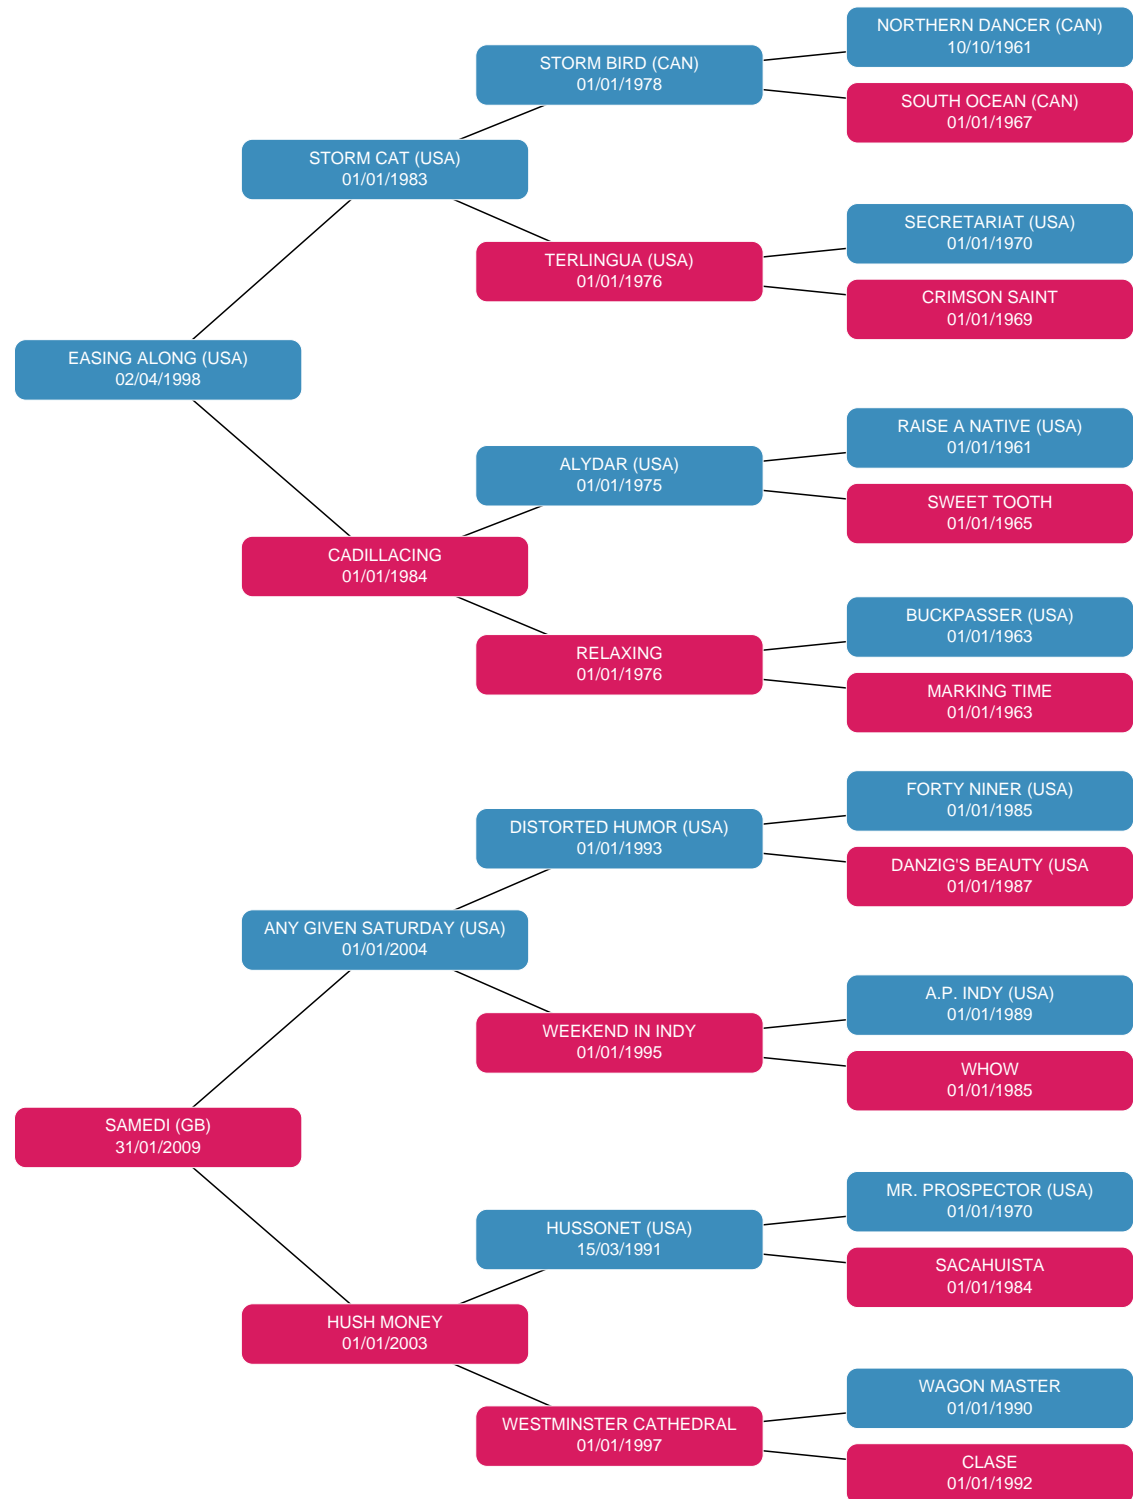 NORTHERN DANCER (CAN)
10/10/1961
STORM BIRD (CAN)
01/01/1978
SOUTH OCEAN (CAN)
01/01/1967
STORM CAT (USA)
01/01/1983
SECRETARIAT (USA)
01/01/1970
TERLINGUA (USA)
01/01/1976
CRIMSON SAINT
01/01/1969
EASING ALONG (USA)
02/04/1998
RAISE A NATIVE (USA)
01/01/1961
ALYDAR (USA)
01/01/1975
SWEET TOOTH
01/01/1965
CADILLACING
01/01/1984
BUCKPASSER (USA)
01/01/1963
RELAXING
01/01/1976
MARKING TIME
01/01/1963
FORTY NINER (USA)
01/01/1985
DISTORTED HUMOR (USA)
01/01/1993
DANZIG'S BEAUTY (USA
01/01/1987
ANY GIVEN SATURDAY (USA)
01/01/2004
A.P. INDY (USA)
01/01/1989
WEEKEND IN INDY
01/01/1995
WHOW
01/01/1985
SAMEDI (GB)
31/01/2009
MR. PROSPECTOR (USA)
01/01/1970
HUSSONET (USA)
15/03/1991
SACAHUISTA
01/01/1984
HUSH MONEY
01/01/2003
WAGON MASTER
01/01/1990
WESTMINSTER CATHEDRAL
01/01/1997
CLASE
01/01/1992